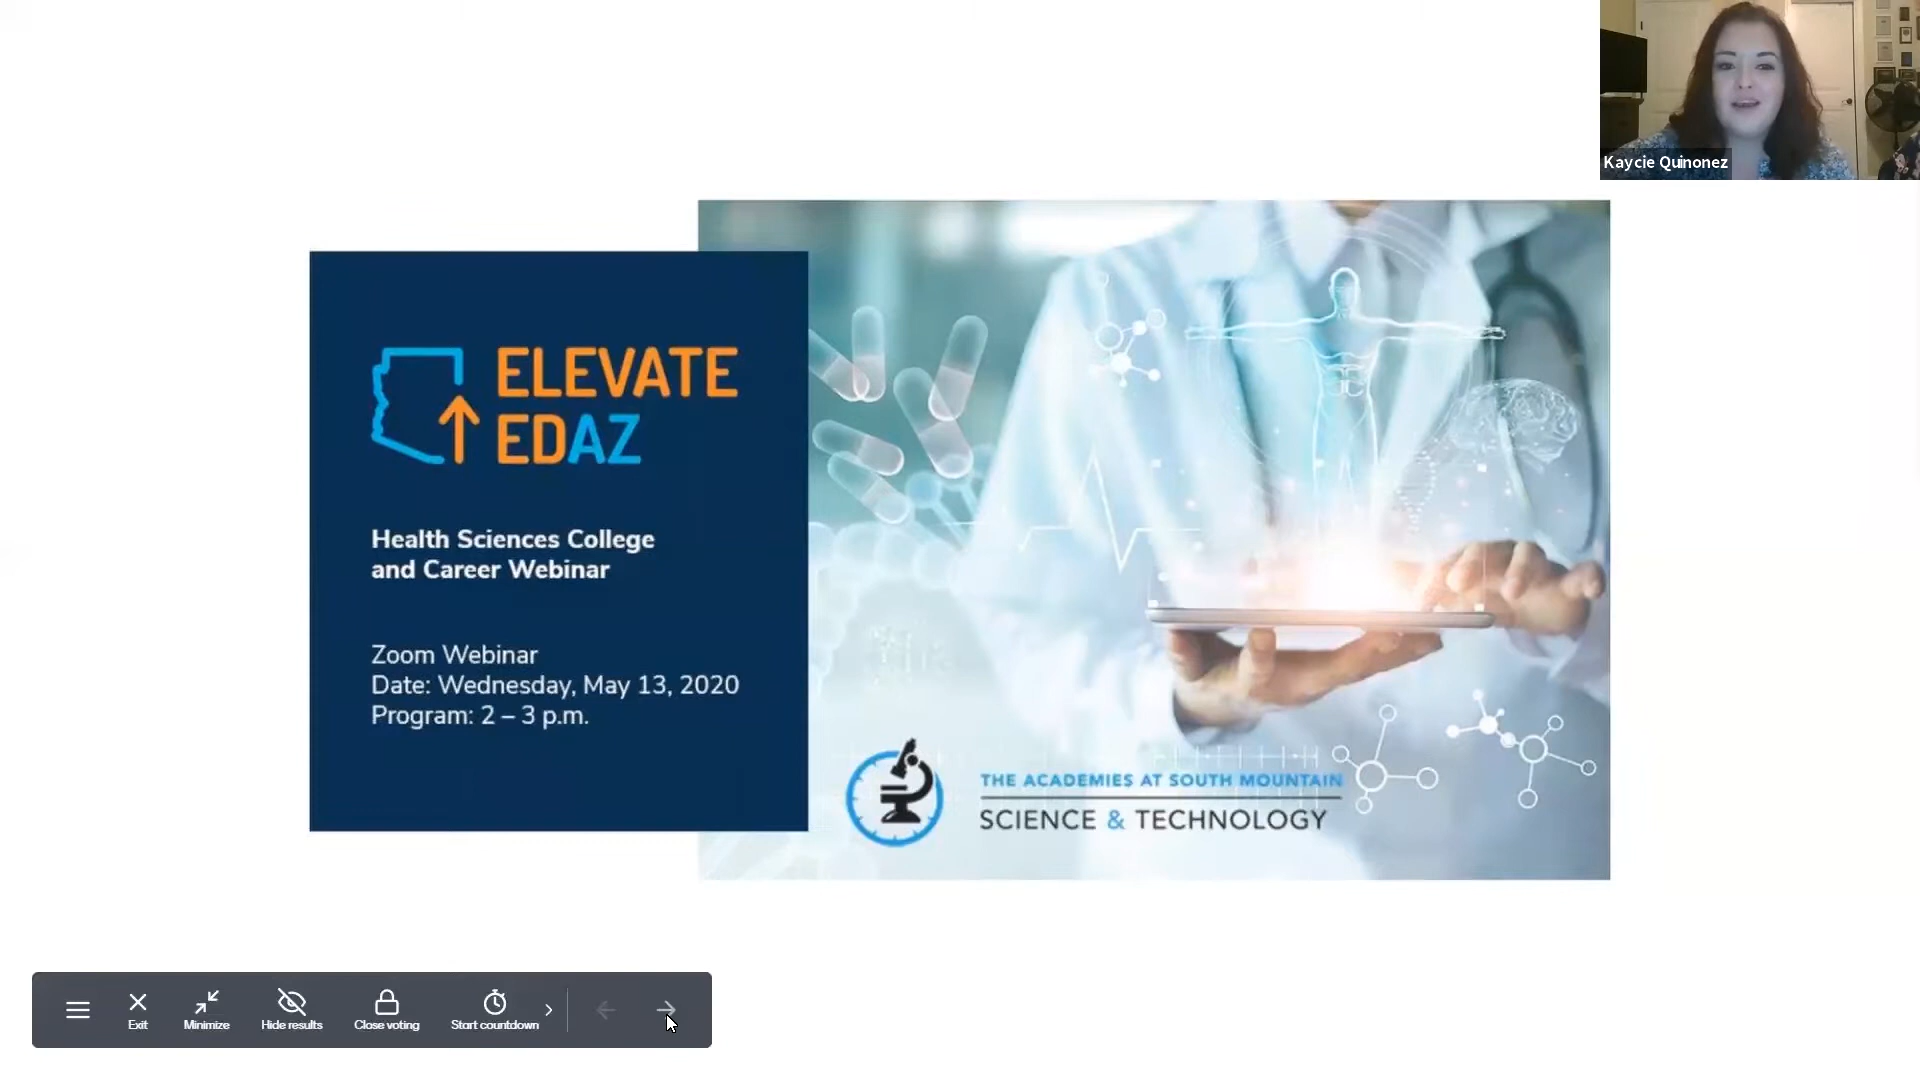 Kaycie Quinonez
ELEVATE
EDAZ
Health Sciences College
and Career Webinar
Zoom Webinar
Date: Wednesday, May 13, 2020
Program: 2 – 3 p.m.
THE ACADEMIES AT SOUTH MOUNTAIN
SCIENCE & TECHNOLOGY
Exit
Minimize
Hide results
Close voting
Start countdown